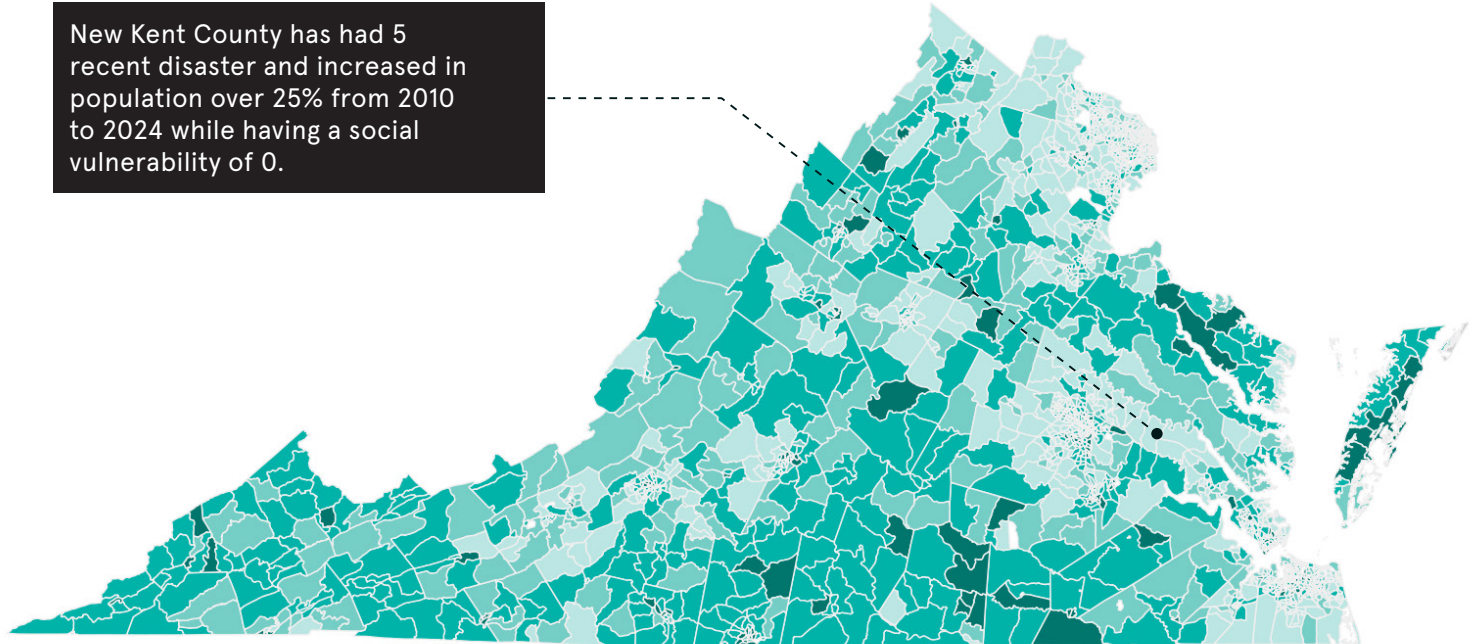 New Kent County has had 5
recent disaster and increased in
population over 25% from 2010
to 2024 while having a social
vulnerability of 0.